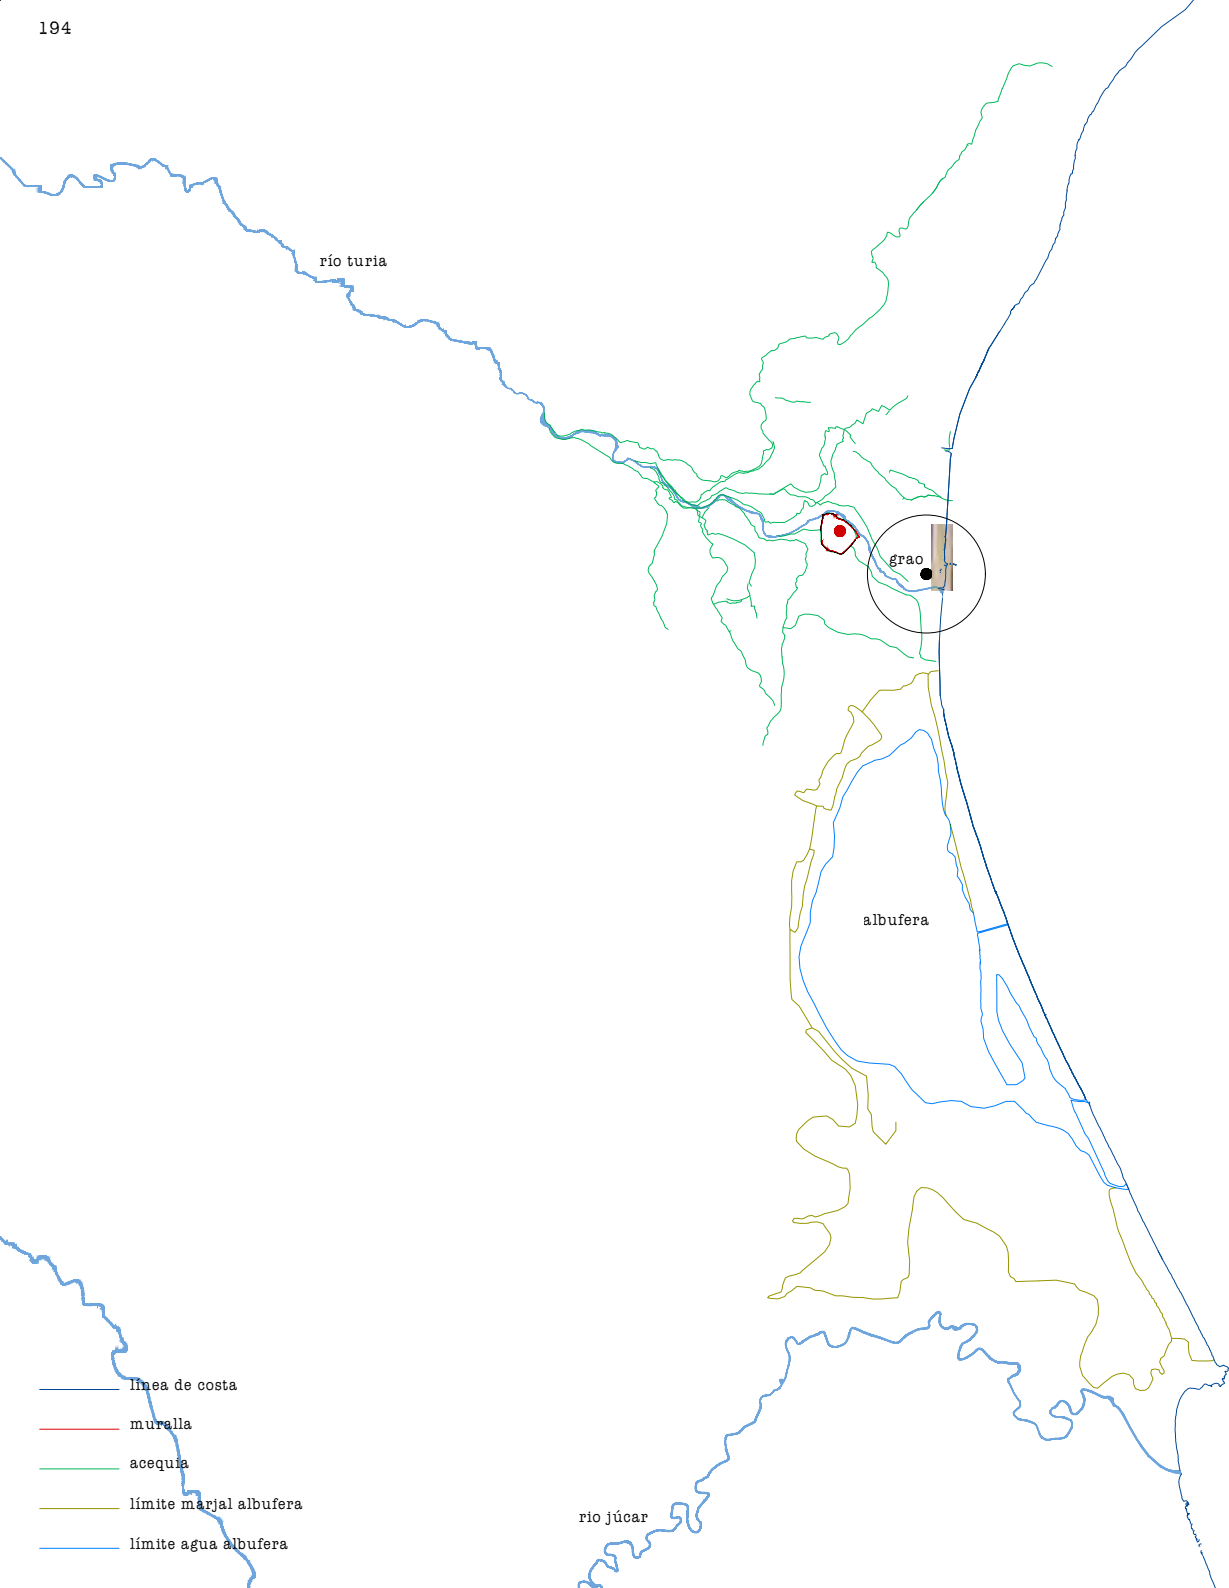 194
río turia
grao
albufera
línea de costa
muralla
acequia
límite marjal albufera
rio júcar
límite agua albufera